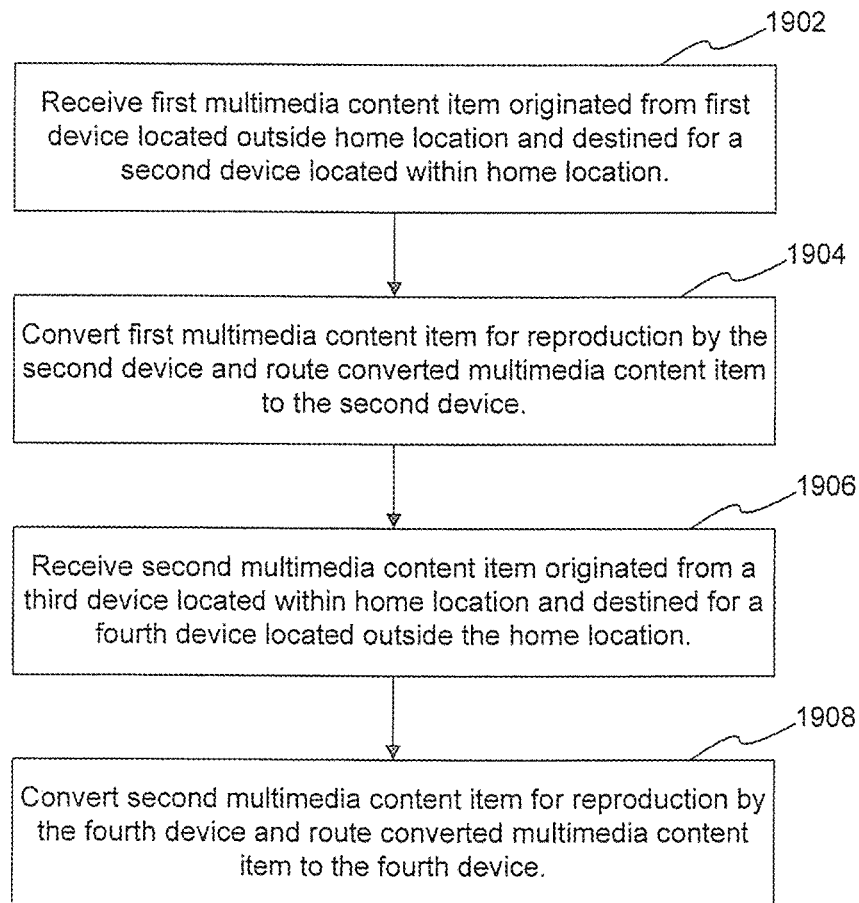 1902
Receive first multimedia content item originated from first
device located outside home location and destined for a
second device located within home location.
1904
Convert first multimedia content item for reproduction by the
second device and route converted multimedia content item
to the second device.
1906
Receive second multimedia content item originated from a
third device located within home location and destined for a
fourth device located outside the home location.
1908
Convert second multimedia content item for reproduction by
the fourth device and route converted multimedia content
item to the fourth device.